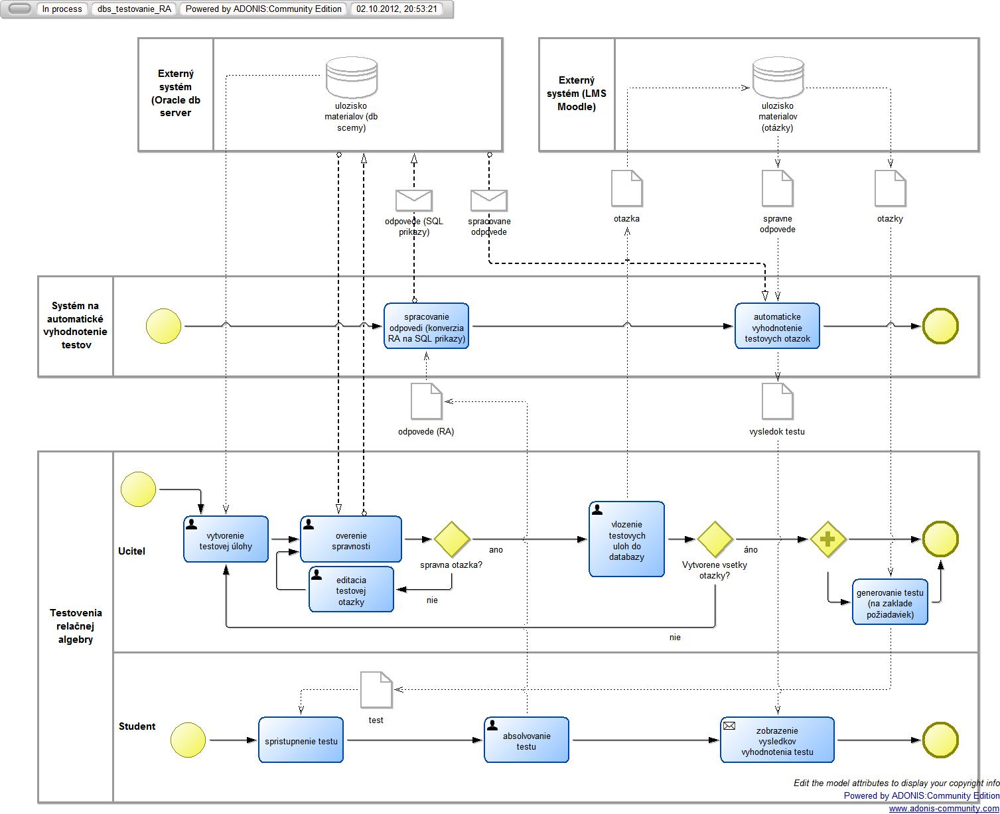 In process
dbs_testovanie_RA
Powered by ADONIS:Community Edition
02.10.2012, 20:53:21
Externý
systém
(Oracle db
server
ulozisko
materialov (db
scemy)
Externý
systém (LMS
Moodle)
ulozisko
materialov
(otázky)
odpovede (SQL
prikazy)
spracovane
odpovede
otazka
spravne
odpovede
otazky
Systém na
automatické
vyhodnotenie
testov
spracovanie
odpovedi (konverzia
RA na SQL prikazy)
automaticke
vyhodnotenie
testovych otazok
odpovede (RA)
vysledok testu
Testovenia
relačnej
algebry
Ucitel
vytvorenie
testovej úlohy
overenie
spravnosti
spravna otazka?
ano
nie
editacia
testovej
otazky
vlozenie
testovych
uloh do
databazy
Vytvorene vsetky
otazky?
áno
nie
generovanie testu
(na zaklade
požiadaviek)
Student
test
spristupnenie testu
absolvovanie
testu
zobrazenie
vysledkov
vyhodnotenia testu
Edit the model attributes to display your copyright info
Powered by ADONIS:Community Edition
www.adonis-community.com